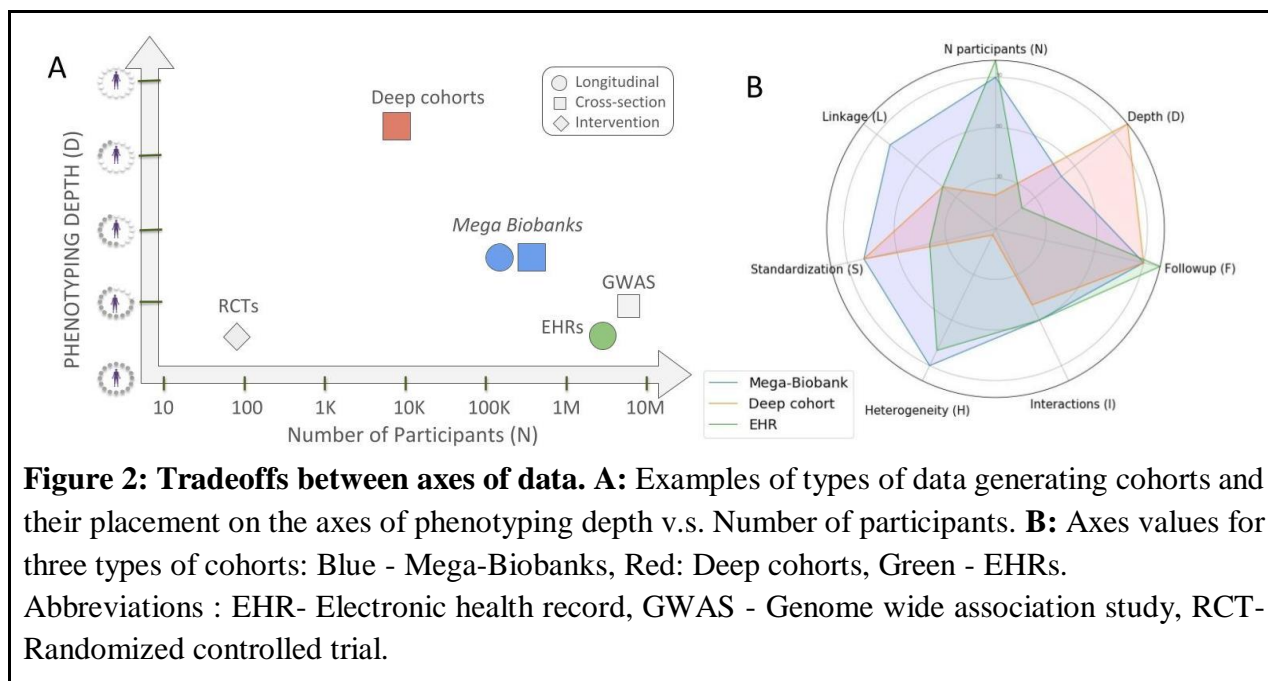 A
PHENOTYPING DEPTH (D)
Deep cohorts
Longitudinal
Cross-section
Intervention
Mega Biobanks
RCTs
GWAS
EHRs
10
100
1K
10K
100K
1M
10M
Number of Participants (N)
B
N participants (N)
Depth (D)
Linkage (L)
Standardization (S)
Followup (F)
Heterogeneity (H)
Interactions (I)
Mega-Biobank
Deep cohort
EHR
Figure 2: Tradeoffs between axes of data. A: Examples of types of data generating cohorts and
their placement on the axes of phenotyping depth v.s. Number of participants. B: Axes values for
three types of cohorts: Blue - Mega-Biobanks, Red: Deep cohorts, Green - EHRs.
Abbreviations : EHR- Electronic health record, GWAS - Genome wide association study, RCT-
Randomized controlled trial.